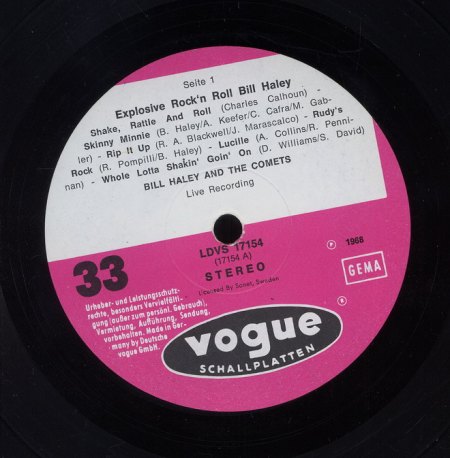 Seite 1
Explosive Rock'n Roll Bill Haley
Shake, Rattle And Roll (Charles Calhoun) -
Skinny Minnie (B. Haley/A. Keefer/C. Cafra/M. Gab-
ler) - Rip It Up (R. A. Blackwell/J. Marascalco) - Rudy's
Rock (R. Pompilli/B. Haley) - Lucille (A. Collins/R. Penni-
nan) - Whole Lotta Shakin' Goin' On (D. Williams/S. David)
BILL HALEY AND THE COMETS
Live Recording
LDVS 17154
(17154 A)
STEREO
Licensed By Sonet, Sweden
33
Ⓟ 1968
GEMA
Urheber- und Leistungsschutz-
rechte, besonders Vervielfälti-
gung (außer zum persönl. Gebrauch),
Vermietung, Aufführung, Sendung,
vorbehalten. Made in Ger-
many by Deutsche
vogue GmbH.
vogue ®
SCHALLPLATTEN